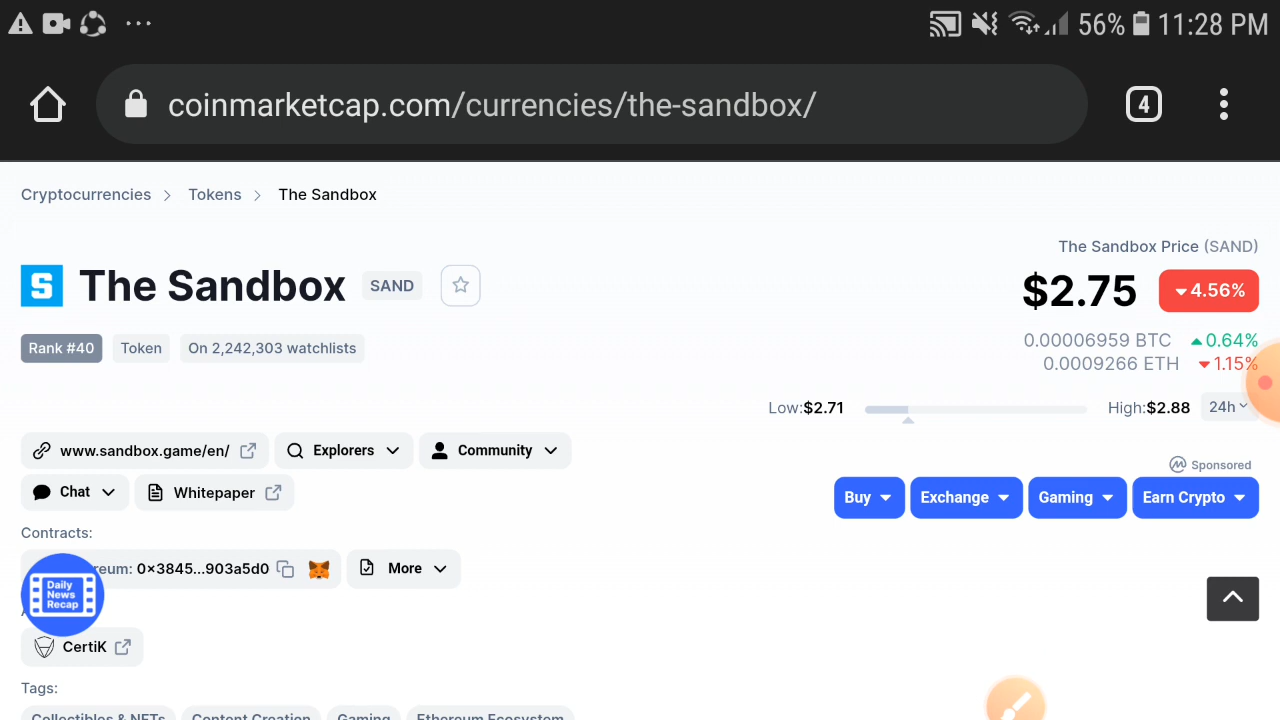 56% 11:28 PM
coinmarketcap.com/currencies/the-sandbox/
4
Cryptocurrencies > Tokens > The Sandbox
The Sandbox Price (SAND)
S The Sandbox SAND
$2.75 4.56%
Rank #40 Token On 2,242,303 watchlists
0.00006959 BTC 0.64%
0.0009266 ETH 1.15%
Low:$2.71 High:$2.88 24h
www.sandbox.game/en/ Explorers Community
Sponsored
Chat Whitepaper
Buy Exchange Gaming Earn Crypto
Contracts:
reum: 0x3845...903a5d0 More
Daily
News
Recap
CertiK
Tags:
Collectibles & NFTs Content Creation Gaming Ethereum Ecosystem